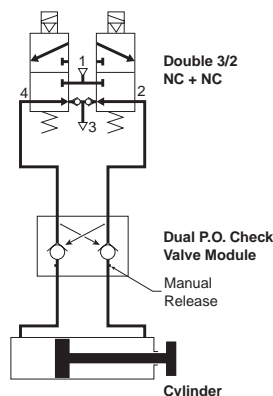 Double 3/2
NC + NC
1
4
2
3
Dual P.O. Check
Valve Module
Manual
Release
Cylinder